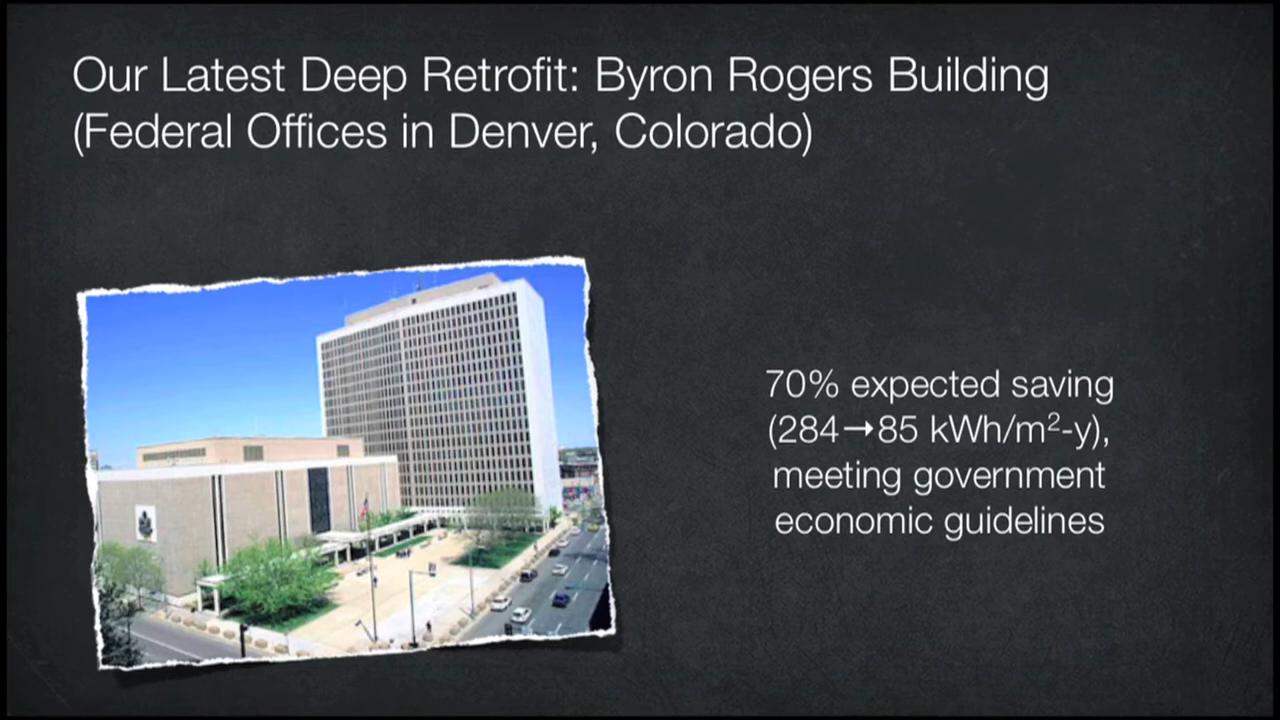 Our Latest Deep Retrofit: Byron Rogers Building
(Federal Offices in Denver, Colorado)
70% expected saving
(284→85 kWh/m²-y),
meeting government
economic guidelines